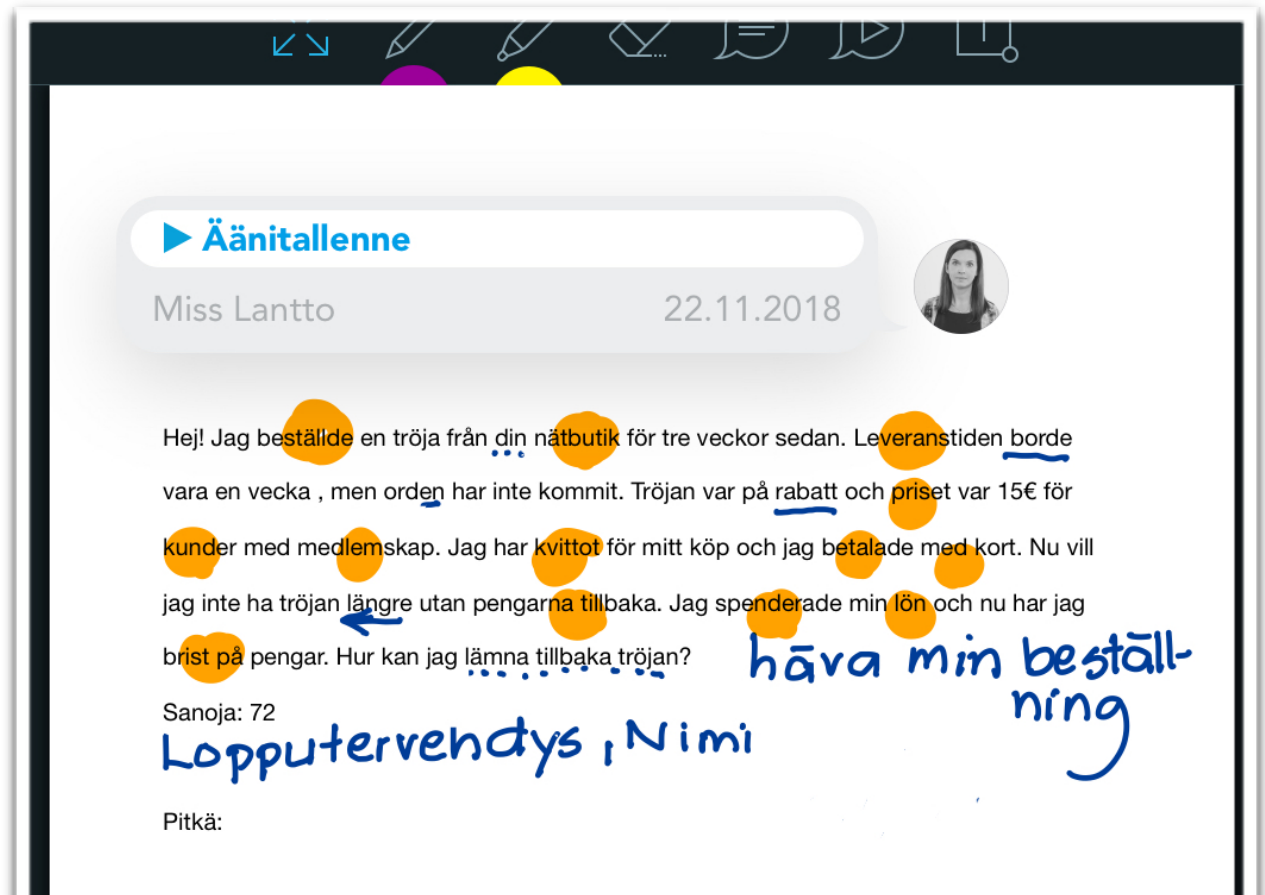 Äänitallenne
Miss Lantto 22.11.2018
Hej! Jag beställde en tröja från din nätbutik för tre veckor sedan. Leveranstiden borde
vara en vecka , men orden har inte kommit. Tröjan var på rabatt och priset var 15€ för
kunder med medlemskap. Jag har kvittot för mitt köp och jag betalade med kort. Nu vill
jag inte ha tröjan längre utan pengarna tillbaka. Jag spenderade min lön och nu har jag
brist på pengar. Hur kan jag lämna tillbaka tröjan?
häva min beställ-
ning
Sanoja: 72
Lopputervehdys, Nimi
Pitkä: